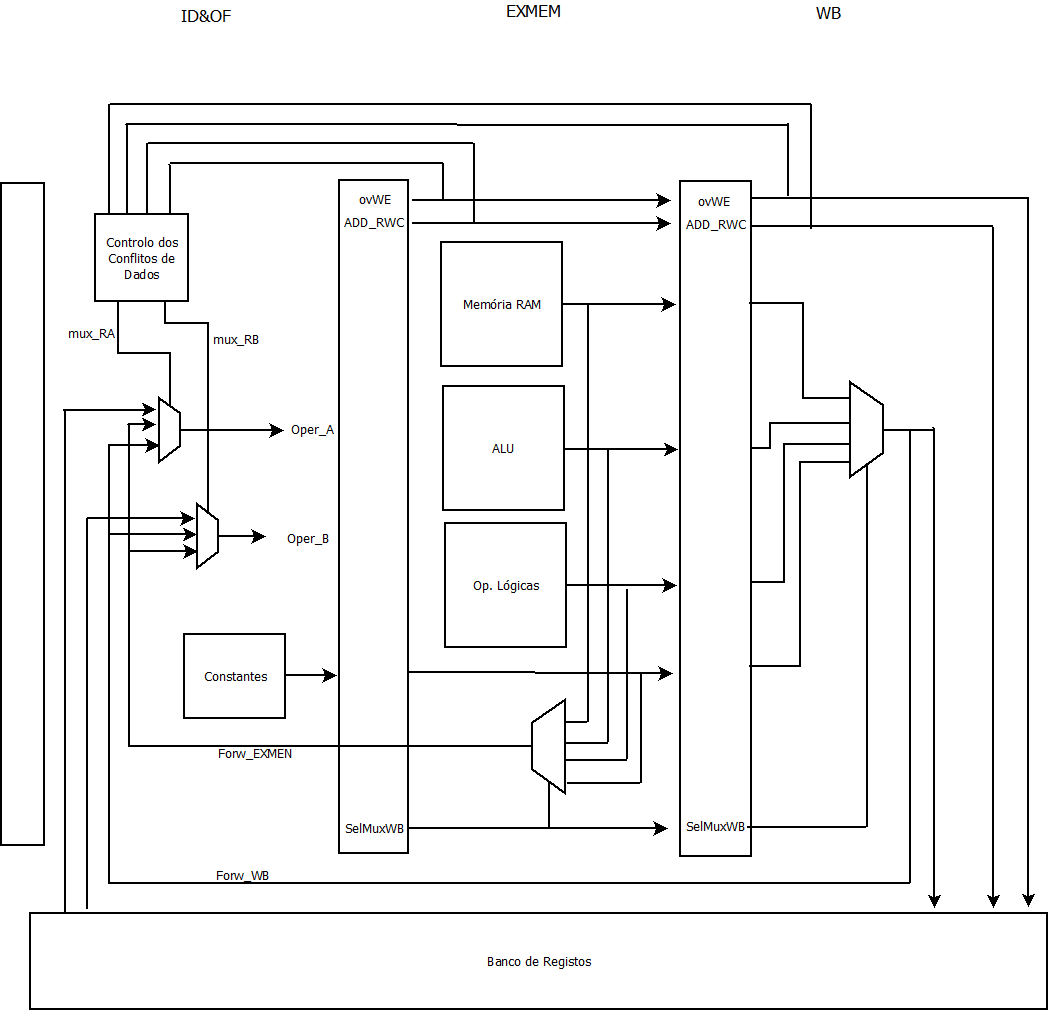 ID&OF
EXMEM
WB
ovWE
ADD_RWC
ovWE
ADD_RWC
Controlo dos
Conflitos de
Dados
mux_RA
mux_RB
Memória RAM
Oper_A
ALU
Oper_B
Op. Lógicas
Constantes
Forw_EXMEN
SelMuxWB
SelMuxWB
Forw_WB
Banco de Registos